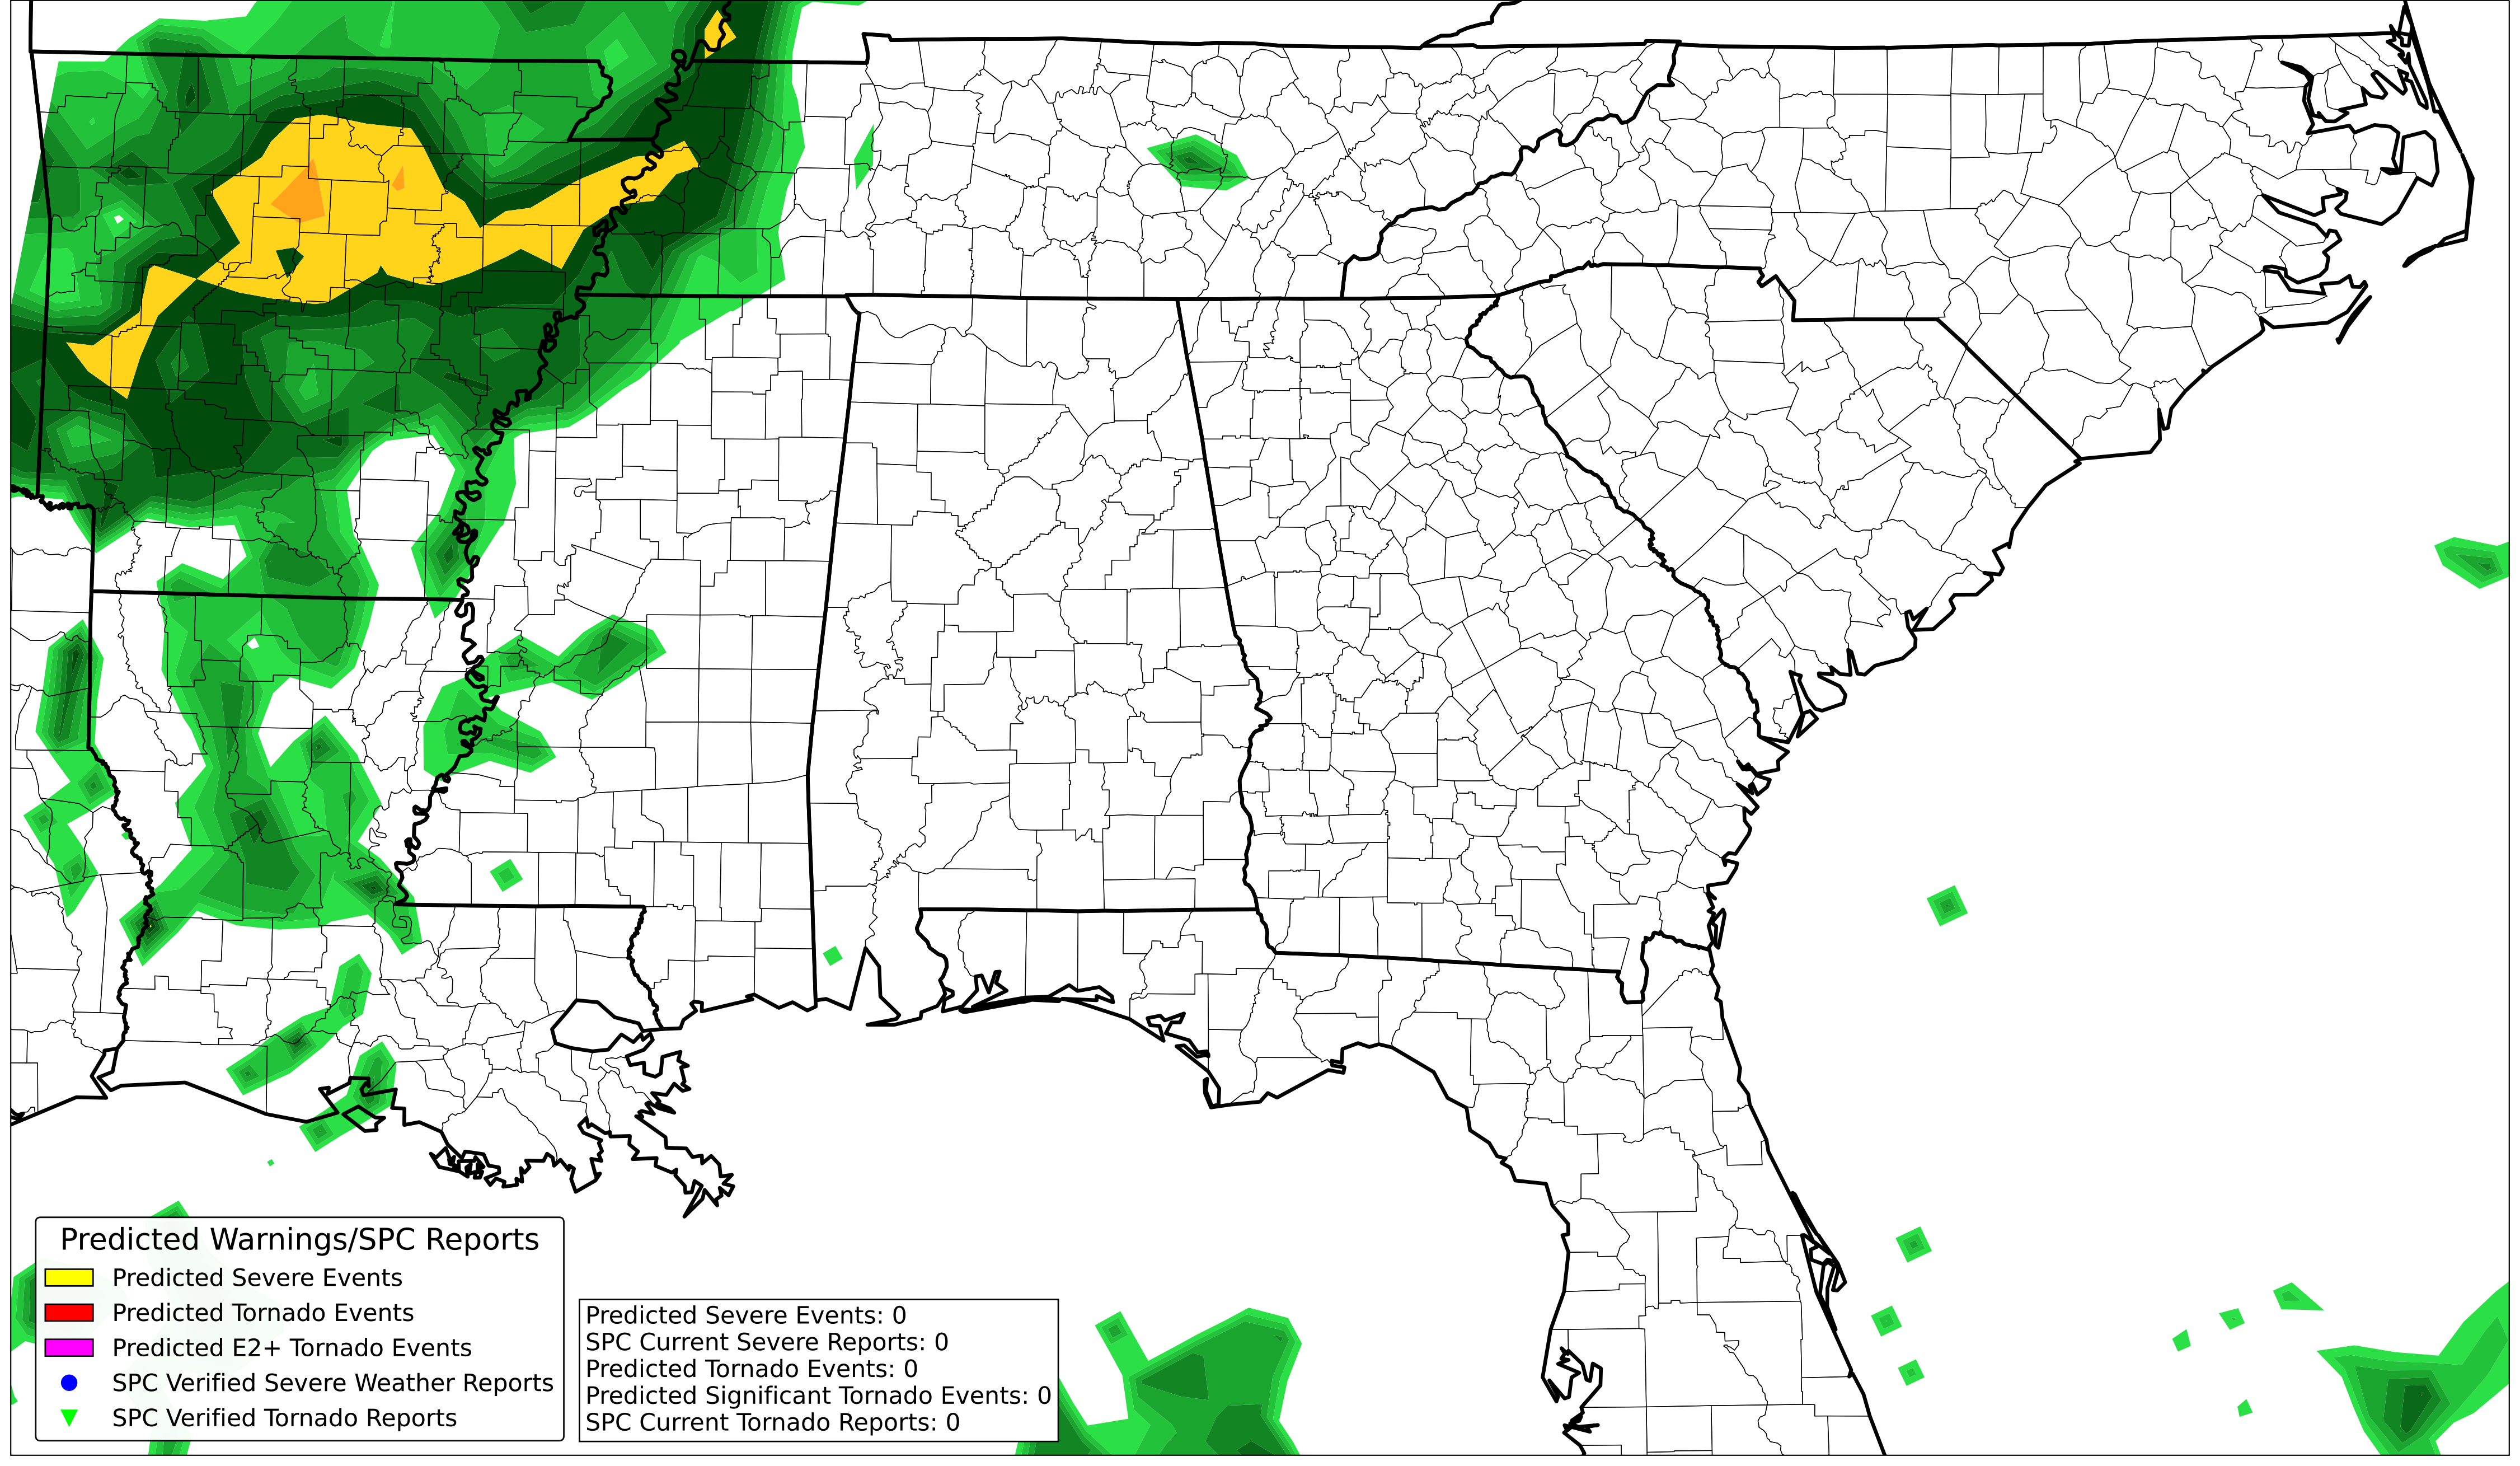 Predicted Warnings/SPC Reports
Predicted Severe Events
Predicted Tornado Events
Predicted E2+ Tornado Events
SPC Verified Severe Weather Reports
SPC Verified Tornado Reports
Predicted Severe Events: 0
SPC Current Severe Reports: 0
Predicted Tornado Events: 0
Predicted Significant Tornado Events: 0
SPC Current Tornado Reports: 0